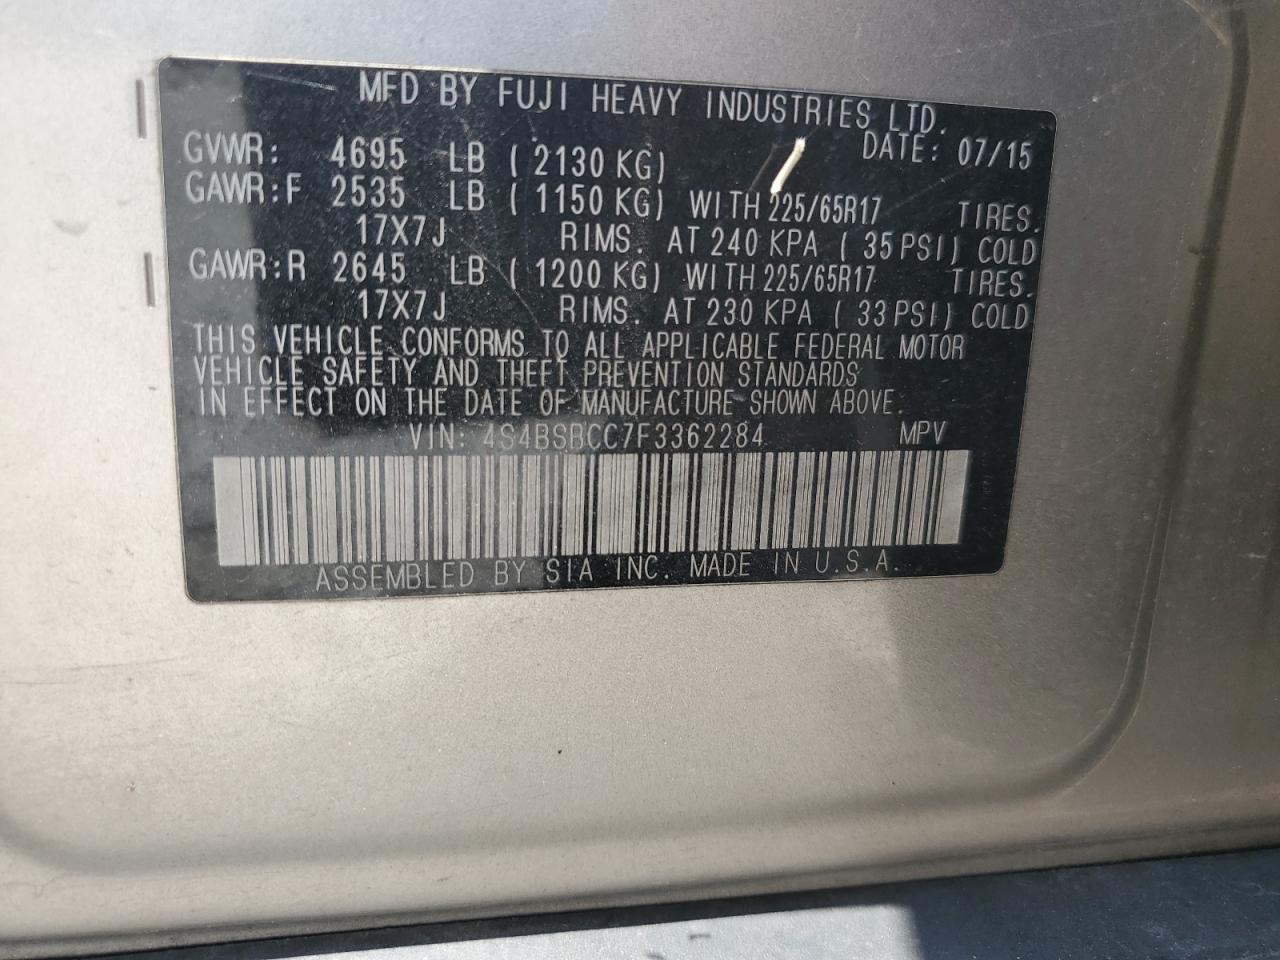 MFD BY FUJI HEAVY INDUSTRIES LTD.
DATE: 07/15
GVWR: 4695 LB ( 2130 KG)
GAWR:F 2535 LB ( 1150 KG) WITH 225/65R17 TIRES.
17X7J RIMS. AT 240 KPA ( 35 PSI) COLD
GAWR:R 2645 LB ( 1200 KG) WITH 225/65R17 TIRES.
17X7J RIMS. AT 230 KPA ( 33 PSI) COLD
THIS VEHICLE CONFORMS TO ALL APPLICABLE FEDERAL MOTOR
VEHICLE SAFETY AND THEFT PREVENTION STANDARDS
IN EFFECT ON THE DATE OF MANUFACTURE SHOWN ABOVE.
VIN: 4S4BSBCC7F3362284 MPV
ASSEMBLED BY SIA INC. MADE IN U.S.A.